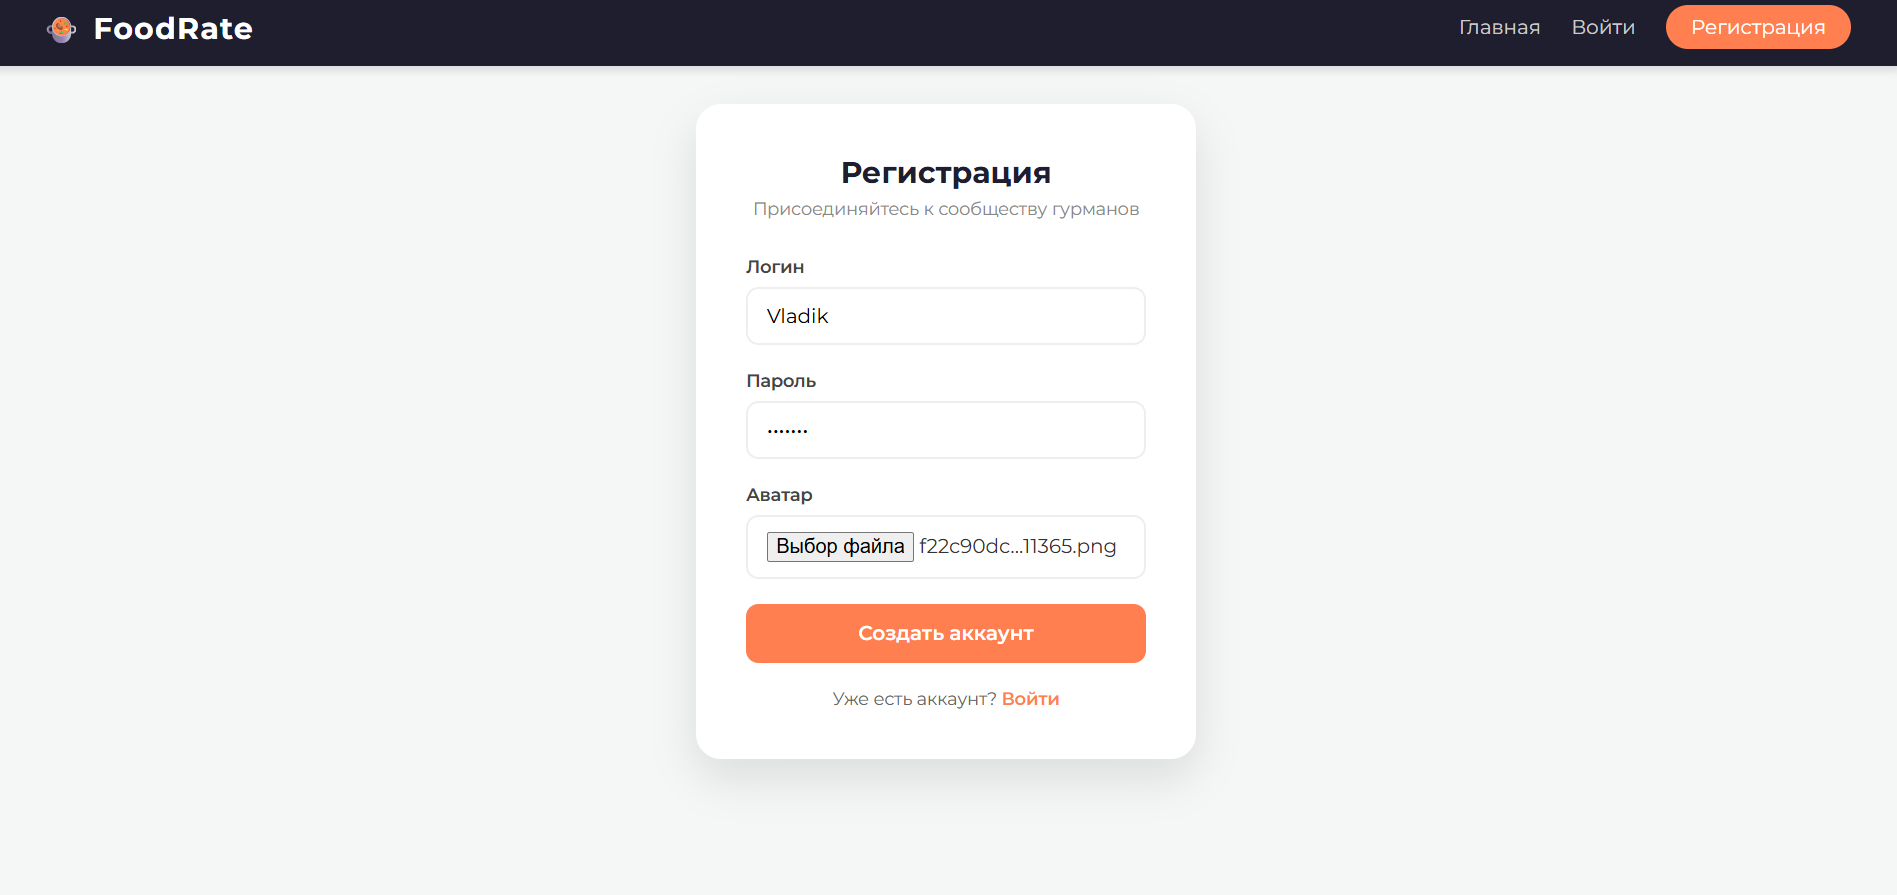 FoodRate
Главная
Войти
Регистрация
Регистрация
Присоединяйтесь к сообществу гурманов
Логин
Vladik
Пароль
•••••••
Аватар
Выбор файла f22c90dc...11365.png
Создать аккаунт
Уже есть аккаунт? Войти